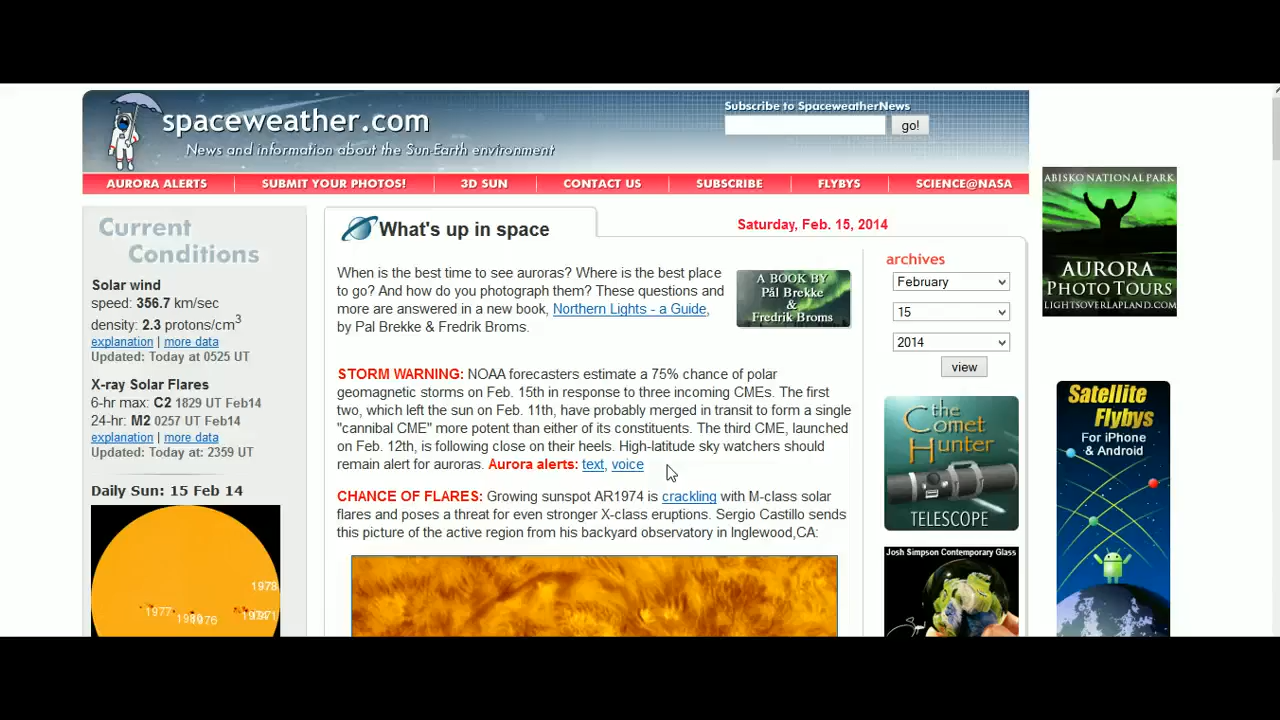 spaceweather.com
News and information about the Sun-Earth environment
Subscribe to SpaceweatherNews
go!
AURORA ALERTS
SUBMIT YOUR PHOTOS!
3D SUN
CONTACT US
SUBSCRIBE
FLYBYS
SCIENCE@NASA
Current
Conditions
Solar wind
speed: 356.7 km/sec
density: 2.3 protons/cm3
explanation | more data
Updated: Today at 0525 UT
X-ray Solar Flares
6-hr max: C2 1829 UT Feb14
24-hr: M2 0257 UT Feb14
explanation | more data
Updated: Today at: 2359 UT
Daily Sun: 15 Feb 14
1978
1977
What's up in space
Saturday, Feb. 15, 2014
When is the best time to see auroras? Where is the best place
to go? And how do you photograph them? These questions and
more are answered in a new book, Northern Lights - a Guide,
by Pal Brekke & Fredrik Broms.
A BOOK BY
Pål Brekke
&
Fredrik Broms
STORM WARNING: NOAA forecasters estimate a 75% chance of polar
geomagnetic storms on Feb. 15th in response to three incoming CMEs. The first
two, which left the sun on Feb. 11th, have probably merged in transit to form a single
"cannibal CME" more potent than either of its constituents. The third CME, launched
on Feb. 12th, is following close on their heels. High-latitude sky watchers should
remain alert for auroras. Aurora alerts: text, voice
CHANCE OF FLARES: Growing sunspot AR1974 is crackling with M-class solar
flares and poses a threat for even stronger X-class eruptions. Sergio Castillo sends
this picture of the active region from his backyard observatory in Inglewood,CA:
archives
February
15
2014
view
the
Comet
Hunter
TELESCOPE
Josh Simpson Contemporary Glass
ABISKO NATIONAL PARK
AURORA
PHOTO TOURS
LIGHTSOVERLAPLAND.COM
Satellite
Flybys
For iPhone
& Android